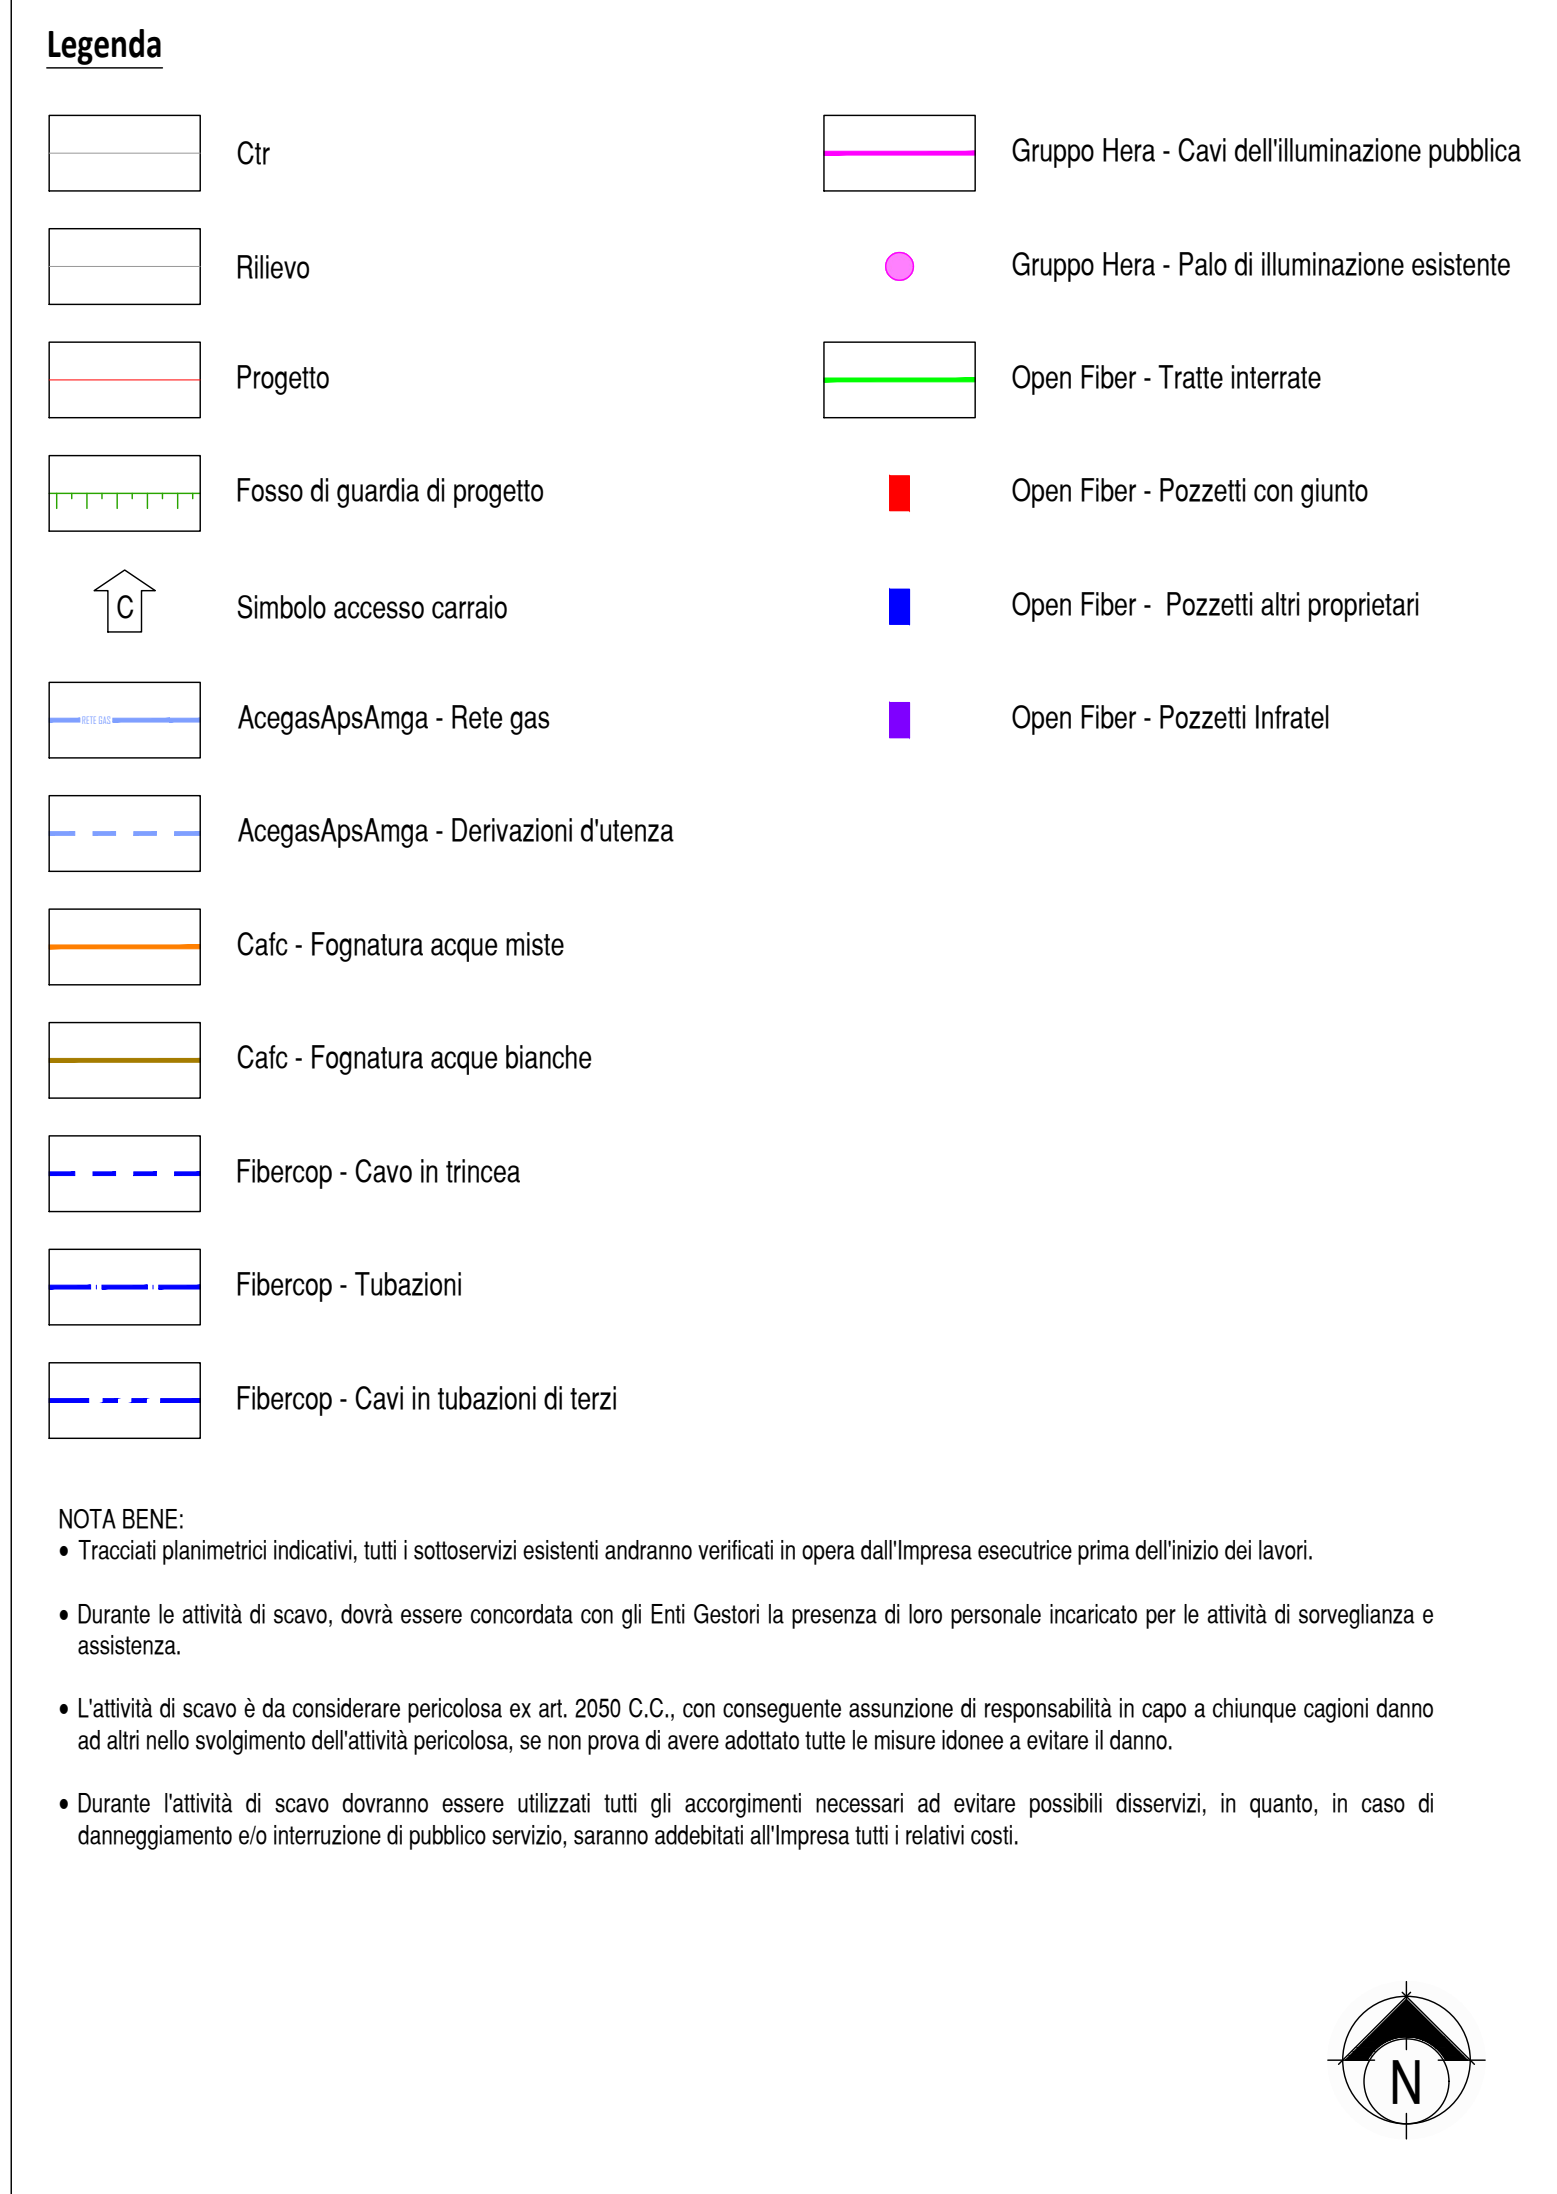 Legenda
Ctr
Rilievo
Progetto
Fosso di guardia di progetto
C
Simbolo accesso carraio
RETE GAS
AcegasApsAmga - Rete gas
AcegasApsAmga - Derivazioni d'utenza
Cafc - Fognatura acque miste
Cafc - Fognatura acque bianche
Fibercop - Cavo in trincea
Fibercop - Tubazioni
Fibercop - Cavi in tubazioni di terzi
Gruppo Hera - Cavi dell'illuminazione pubblica
Gruppo Hera - Palo di illuminazione esistente
Open Fiber - Tratte interrate
Open Fiber - Pozzetti con giunto
Open Fiber - Pozzetti altri proprietari
Open Fiber - Pozzetti Infratel
NOTA BENE:
• Tracciati planimetrici indicativi, tutti i sottoservizi esistenti andranno verificati in opera dall'Impresa esecutrice prima dell'inizio dei lavori.
• Durante le attività di scavo, dovrà essere concordata con gli Enti Gestori la presenza di loro personale incaricato per le attività di sorveglianza e
assistenza.
• L'attività di scavo è da considerare pericolosa ex art. 2050 C.C., con conseguente assunzione di responsabilità in capo a chiunque cagioni danno
ad altri nello svolgimento dell'attività pericolosa, se non prova di avere adottato tutte le misure idonee a evitare il danno.
• Durante l'attività di scavo dovranno essere utilizzati tutti gli accorgimenti necessari ad evitare possibili disservizi, in quanto, in caso di
danneggiamento e/o interruzione di pubblico servizio, saranno addebitati all'Impresa tutti i relativi costi.
N